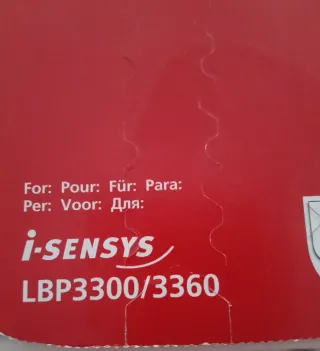 For: Pour: Für: Para:
Per: Voor: Для:
i-SENSYS
LBP3300/3360